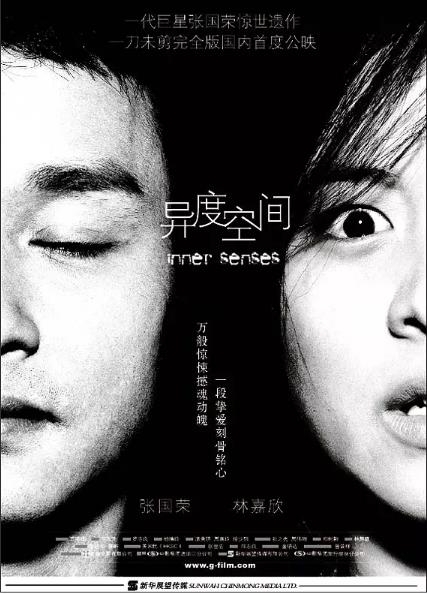 一代巨星张国荣惊世遗作
一刀未剪完全版国内首度公映
异度空间
inner senses
万般惊悚撼魂动魄
一段挚爱刻骨铭心
张国荣 林嘉欣
www.g-film.com
新华展望传媒 SUNWAH CHINMONG MEDIA LTD.